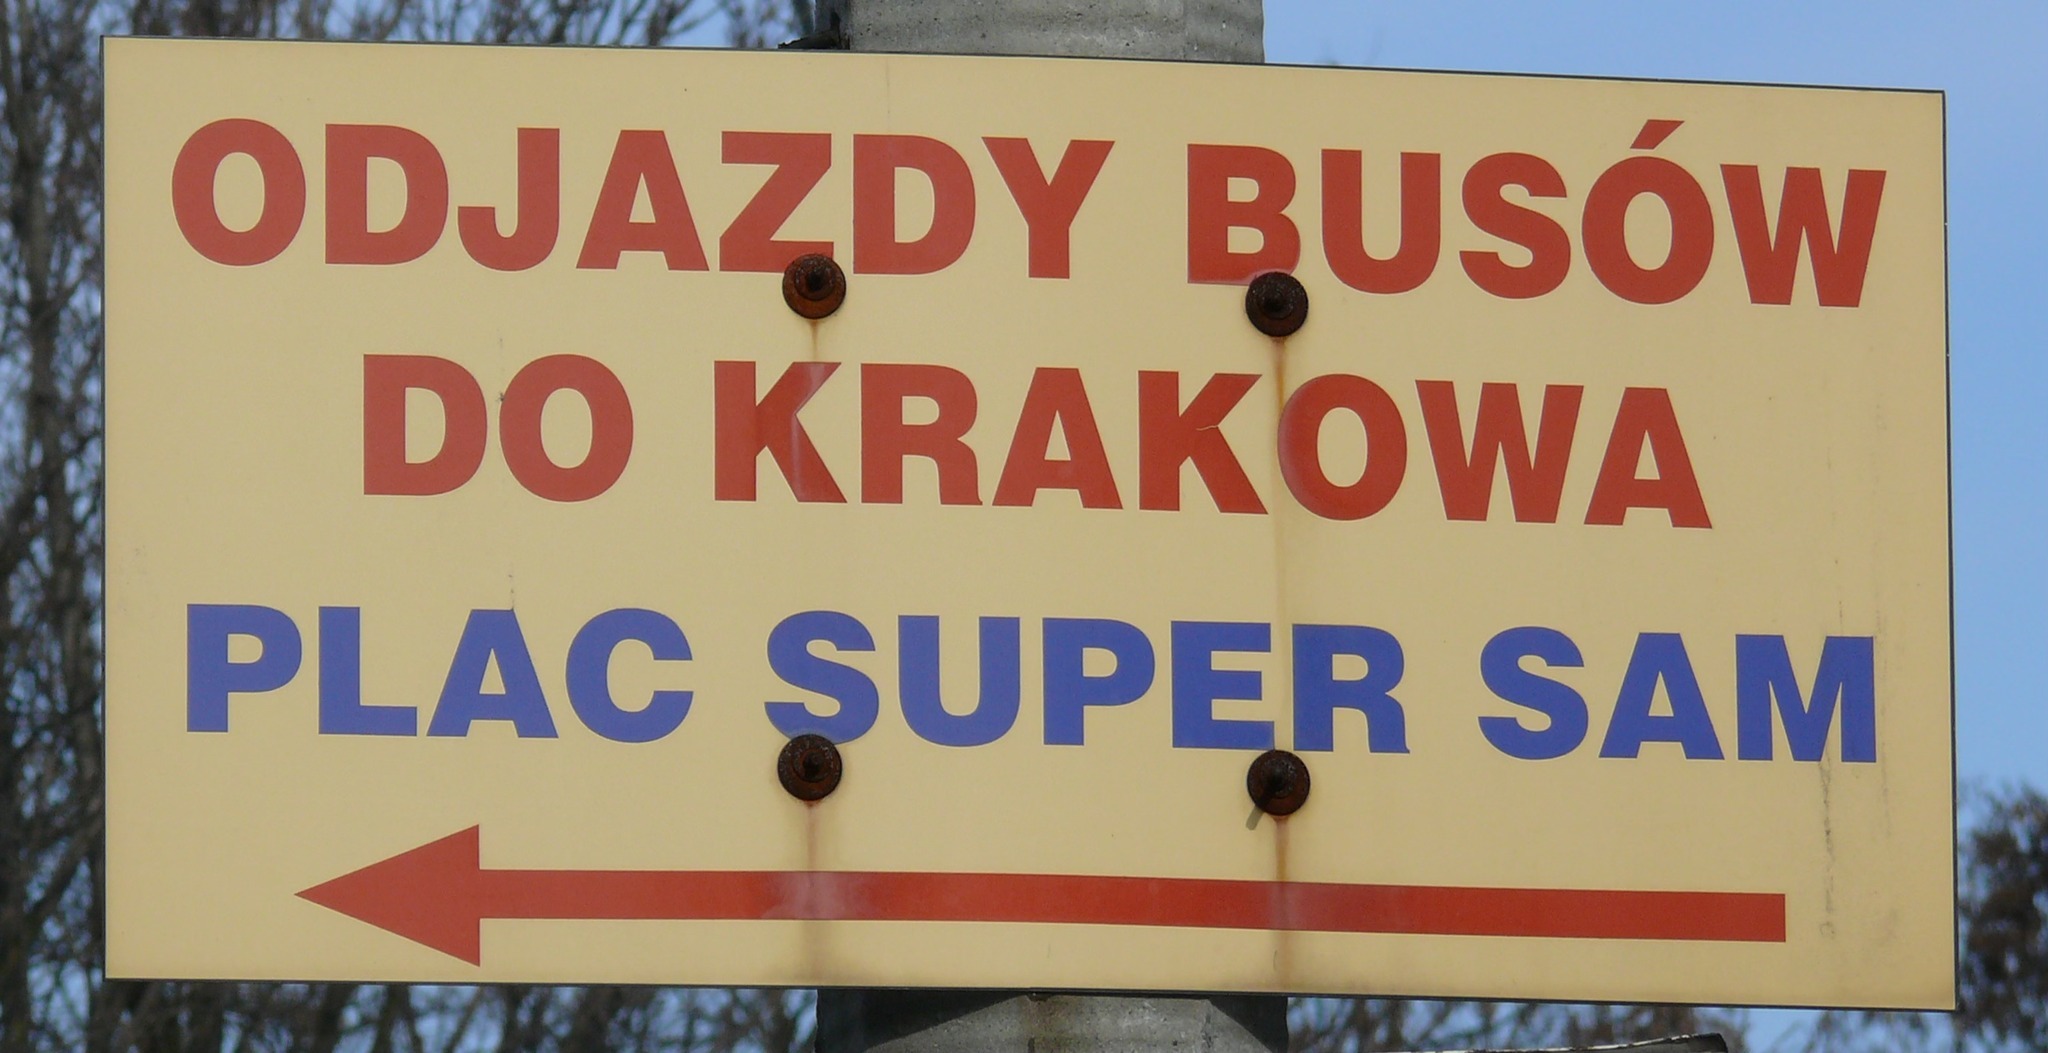 ODJAZDY BUSÓW
DO KRAKOWA
PLAC SUPER SAM